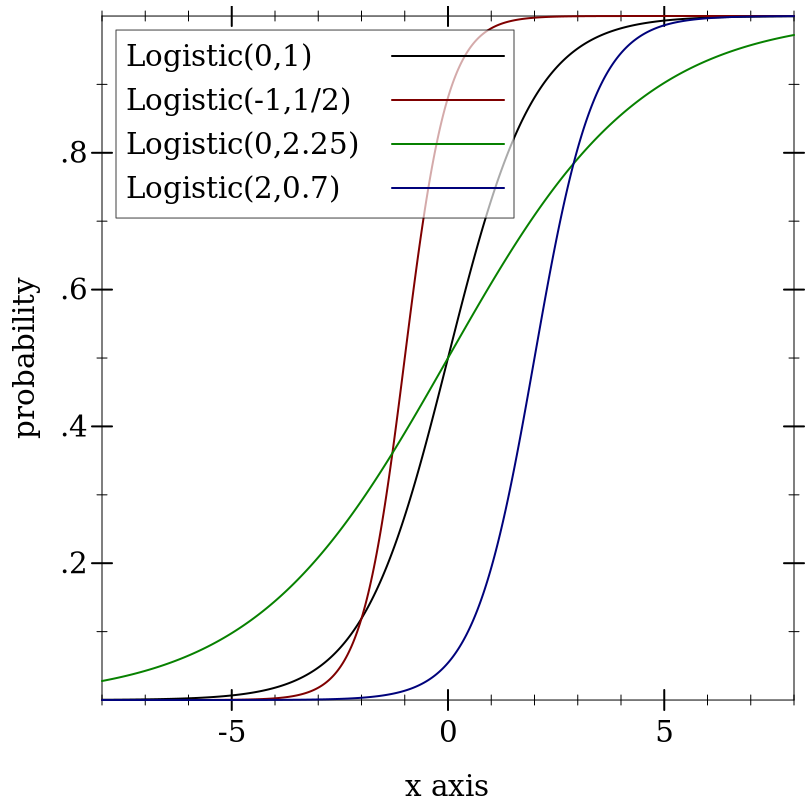 Logistic(0,1)
Logistic(-1,1/2)
Logistic(0,2.25)
Logistic(2,0.7)
.8
.6
.4
.2
probability
-5 0 5
x axis